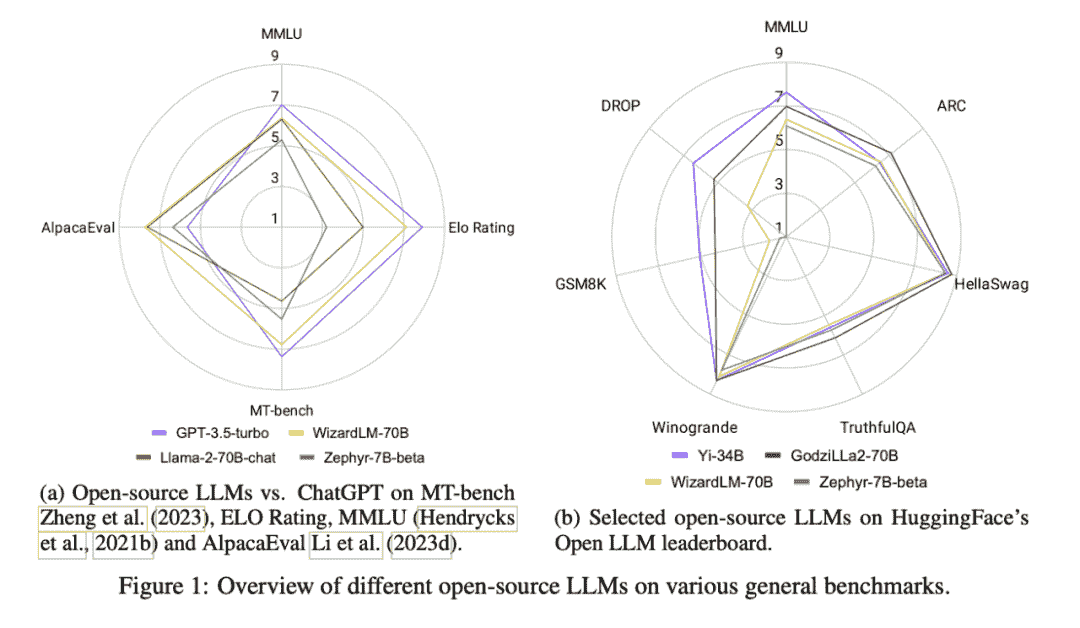 MMLU
9
7
5
3
1
AlpacaEval
Elo Rating
MT-bench
GPT-3.5-turbo WizardLM-70B
Llama-2-70B-chat Zephyr-7B-beta
(a) Open-source LLMs vs. ChatGPT on MT-bench
Zheng et al. (2023), ELO Rating, MMLU (Hendrycks
et al., 2021b) and AlpacaEval Li et al. (2023d).
MMLU
9
7
5
3
1
DROP
ARC
GSM8K
HellaSwag
Winogrande
TruthfulQA
Yi-34B GodziLLa2-70B
WizardLM-70B Zephyr-7B-beta
(b) Selected open-source LLMs on HuggingFace's
Open LLM leaderboard.
Figure 1: Overview of different open-source LLMs on various general benchmarks.